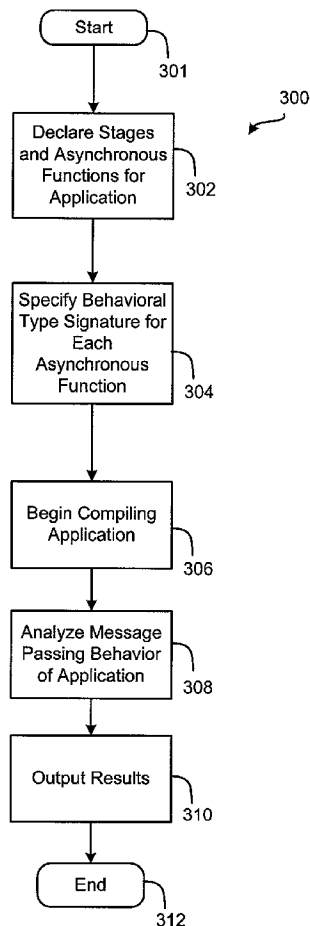 Start
301
300
Declare Stages
and Asynchronous
Functions for
Application
302
Specify Behavioral
Type Signature for
Each
Asynchronous
Function
304
Begin Compiling
Application
306
Analyze Message
Passing Behavior
of Application
308
Output Results
310
End
312